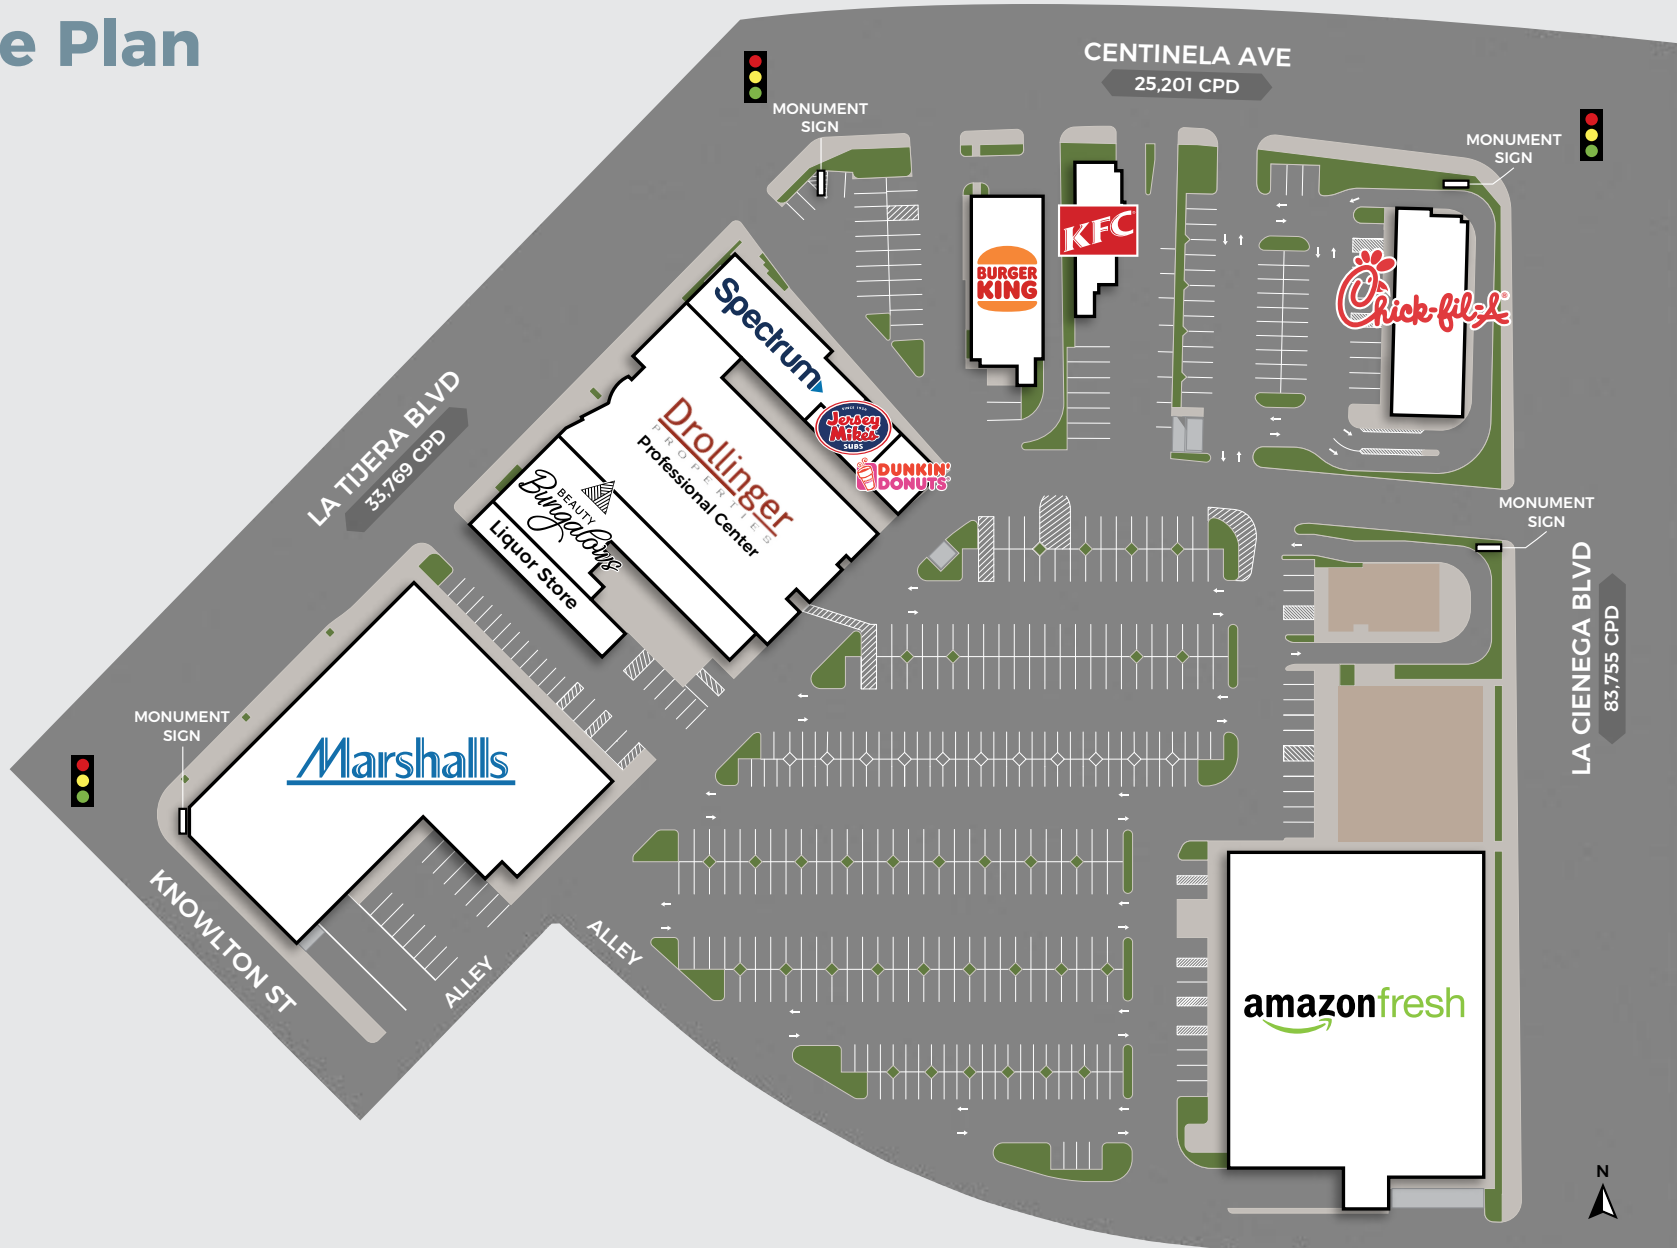 e Plan
CENTINELA AVE
25,201 CPD
MONUMENT
SIGN
MONUMENT
SIGN
KFC
BURGER
KING
Chick-fil-A®
Spectrum
SINCE 1956
Jersey
Mike's
SUBS
DUNKIN'
DONUTS
LA TIJERA BLVD
33,769 CPD
Drollinger
PROPERTIES
Professional Center
BEAUTY
Bungalows
Liquor Store
MONUMENT
SIGN
LA CIENEGA BLVD
83,755 CPD
MONUMENT
SIGN
Marshalls
KNOWLTON ST
ALLEY
ALLEY
amazonfresh
N